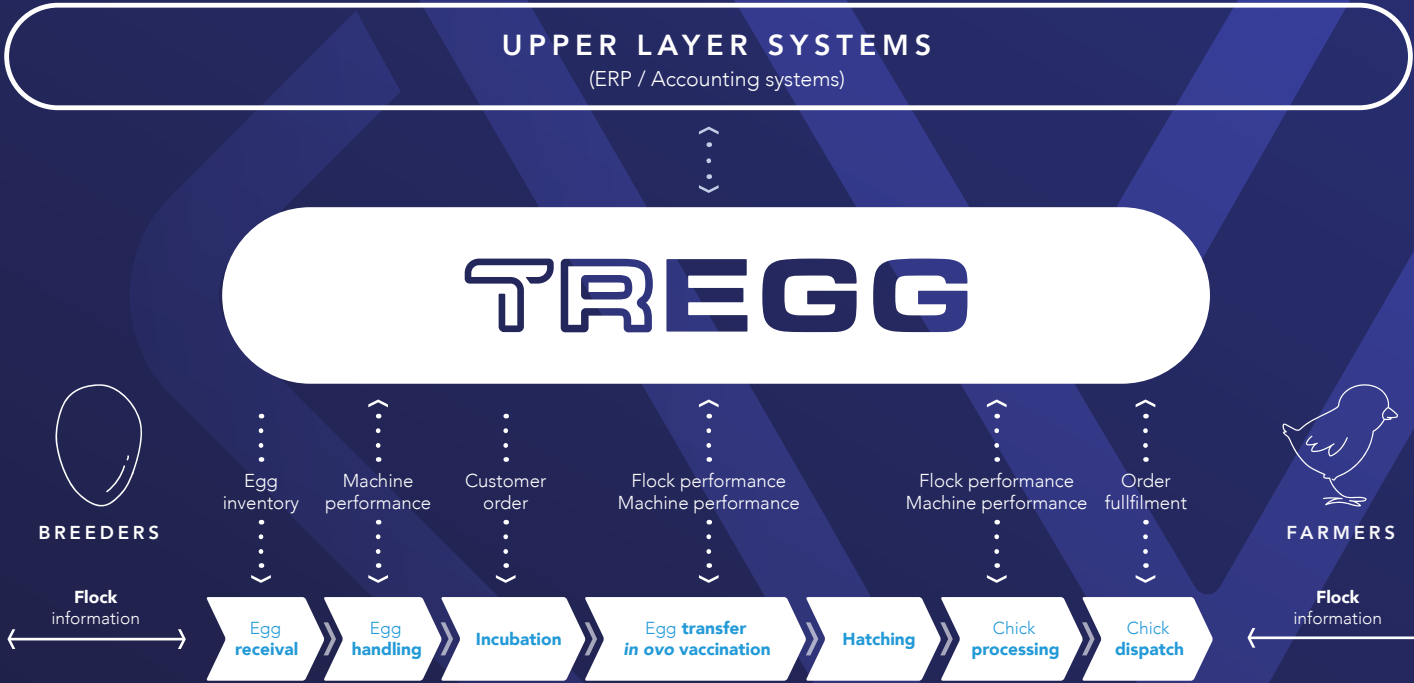 UPPER LAYER SYSTEMS
(ERP / Accounting systems)
TREGG
Egg
inventory
Machine
performance
Customer
order
Flock performance
Machine performance
Flock performance
Machine performance
Order
fullfilment
BREEDERS
FARMERS
Flock
information
Flock
information
Egg
receival
Egg
handling
Incubation
Egg transfer
in ovo vaccination
Hatching
Chick
processing
Chick
dispatch